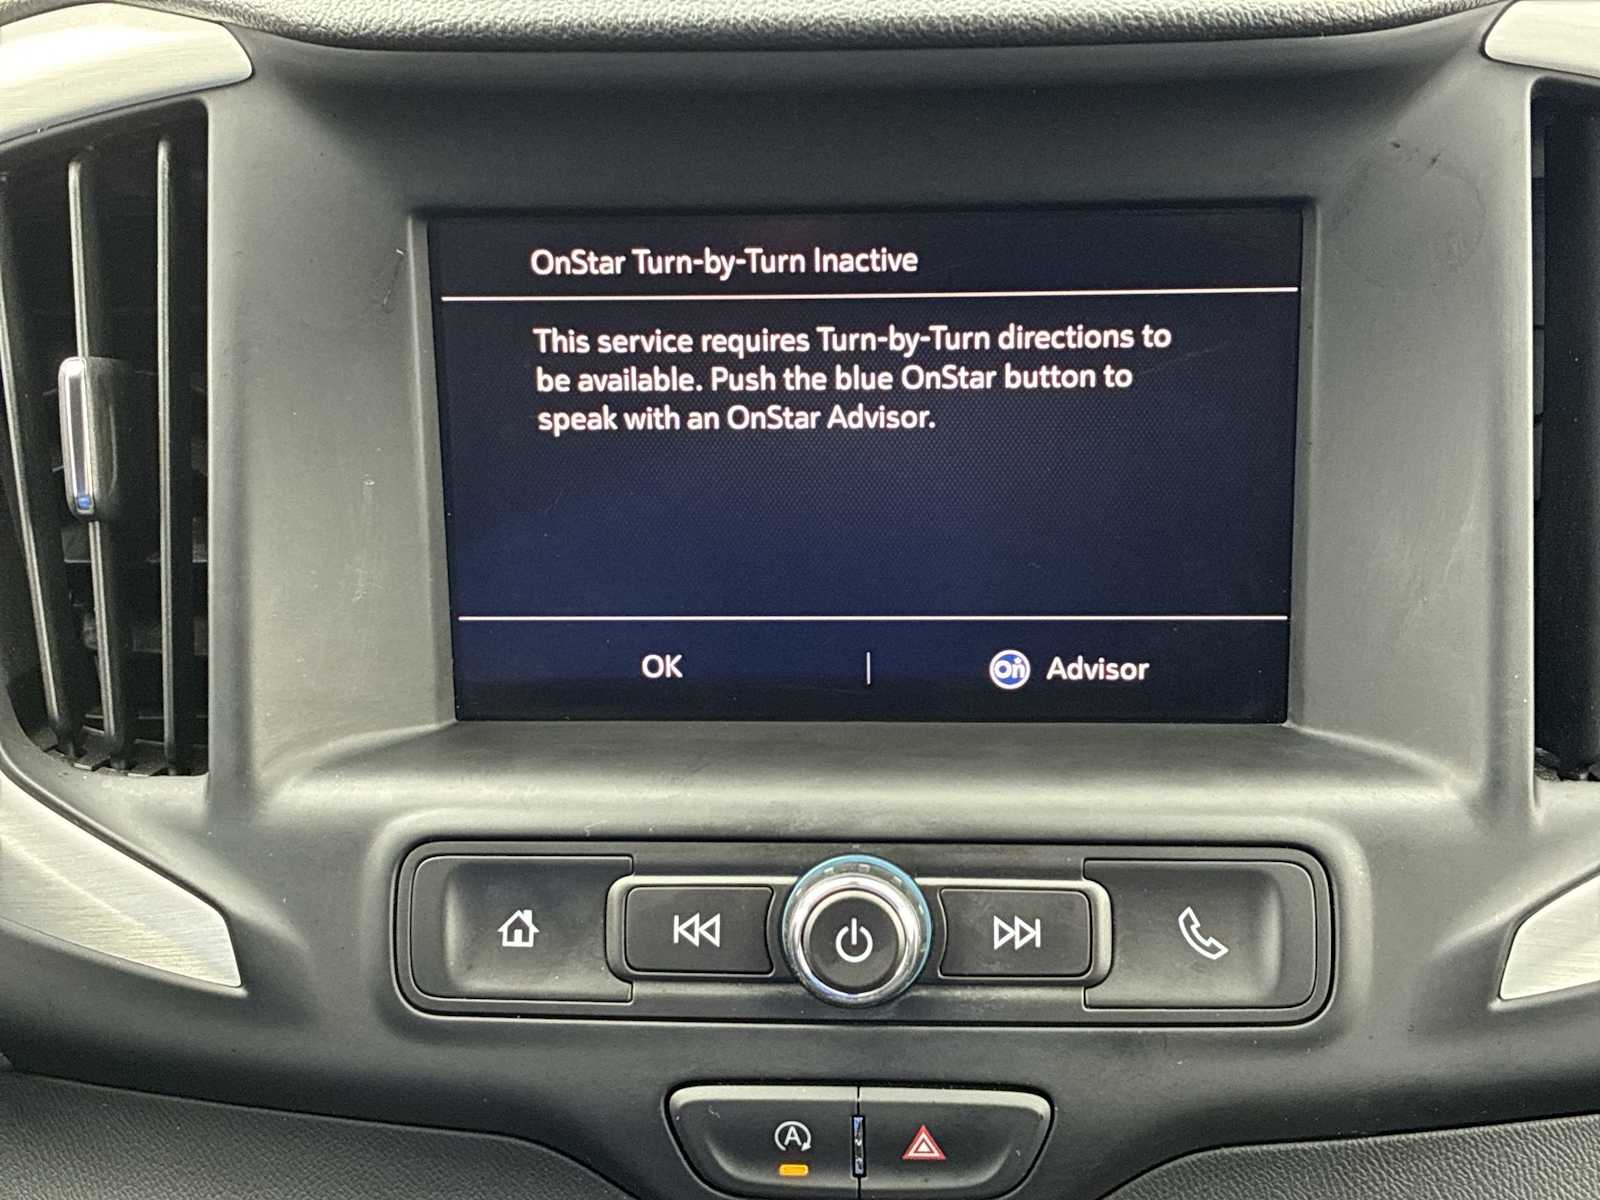 OnStar Turn-by-Turn Inactive
This service requires Turn-by-Turn directions to
be available. Push the blue OnStar button to
speak with an OnStar Advisor.
OK | On Advisor
A